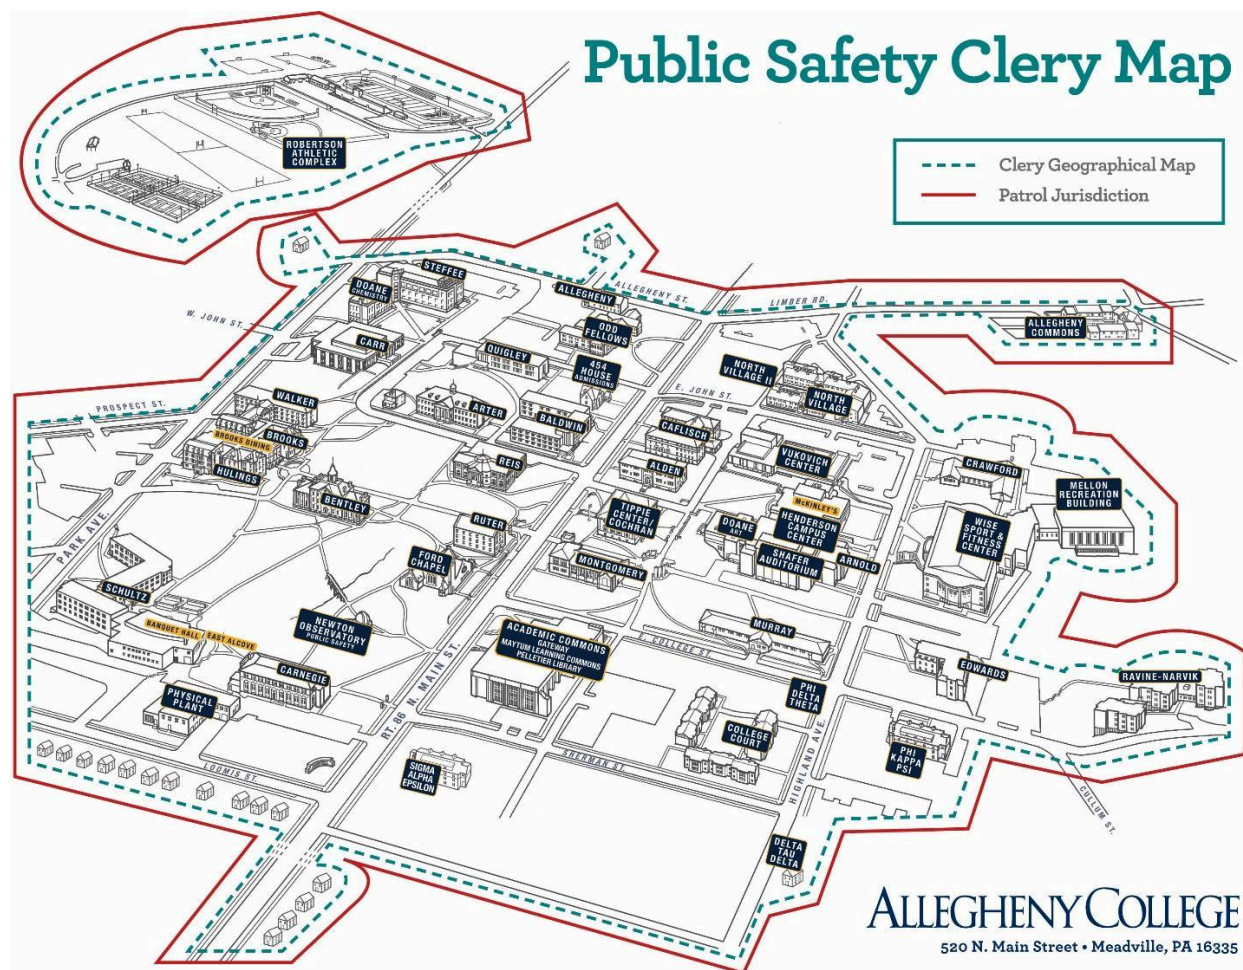 Public Safety Clery Map
Clery Geographical Map
Patrol Jurisdiction
ROBERTSON
ATHLETIC
COMPLEX
STEFFEE
DOANE
CHEMISTRY
ALLEGHENY
ALLEGHENY ST.
LIMBER RD.
ALLEGHENY
COMMONS
W. JOHN ST.
CARR
ODD
FELLOWS
QUIGLEY
454
HOUSE
ADMISSIONS
NORTH
VILLAGE II
NORTH
VILLAGE
E. JOHN ST.
PROSPECT ST.
WALKER
ARTER
BALDWIN
CAFLISCH
BROOKS DINING
BROOKS
HULINGS
REIS
ALDEN
VUKOVICH
CENTER
CRAWFORD
MELLON
RECREATION
BUILDING
BENTLEY
McKINLEY'S
TIPPIE
CENTER/
COCHRAN
DOANE
ART
HENDERSON
CAMPUS
CENTER
WISE
SPORT &
FITNESS
CENTER
PARK AVE.
RUTER
FORD
CHAPEL
MONTGOMERY
SHAFER
AUDITORIUM
ARNOLD
SCHULTZ
BANQUET HALL
EAST ALCOVE
NEWTON
OBSERVATORY
PUBLIC SAFETY
ACADEMIC COMMONS
GATEWAY
MAYTUM LEARNING COMMONS
PELLETIER LIBRARY
MURRAY
E. COLLEGE ST.
EDWARDS
RAVINE-NARVIK
CARNEGIE
PHYSICAL
PLANT
RT. 86 N. MAIN ST.
PHI
DELTA
THETA
COLLEGE
COURT
PHI
KAPPA
PSI
LOOMIS ST.
SIGMA
ALPHA
EPSILON
SHERMAN ST.
HIGHLAND AVE.
CULLUM ST.
DELTA
TAU
DELTA
ALLEGHENY COLLEGE
520 N. Main Street • Meadville, PA 16335